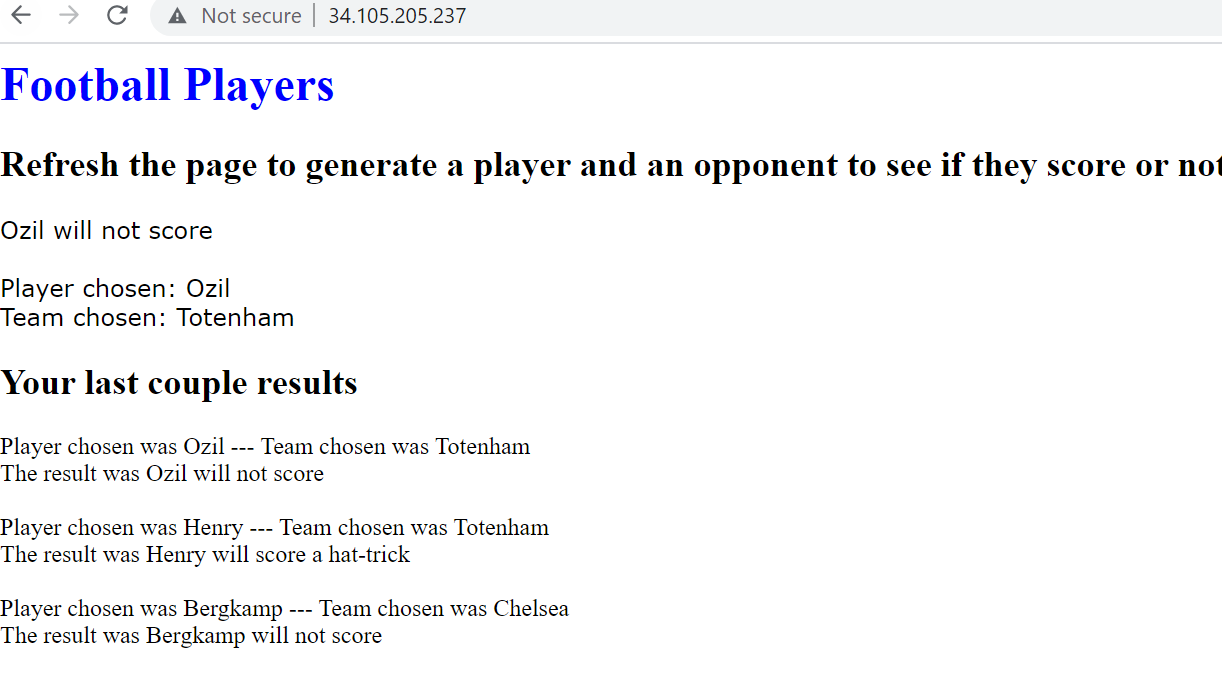 Not secure | 34.105.205.237
Football Players
Refresh the page to generate a player and an opponent to see if they score or not
Ozil will not score
Player chosen: Ozil
Team chosen: Totenham
Your last couple results
Player chosen was Ozil --- Team chosen was Totenham
The result was Ozil will not score
Player chosen was Henry --- Team chosen was Totenham
The result was Henry will score a hat-trick
Player chosen was Bergkamp --- Team chosen was Chelsea
The result was Bergkamp will not score